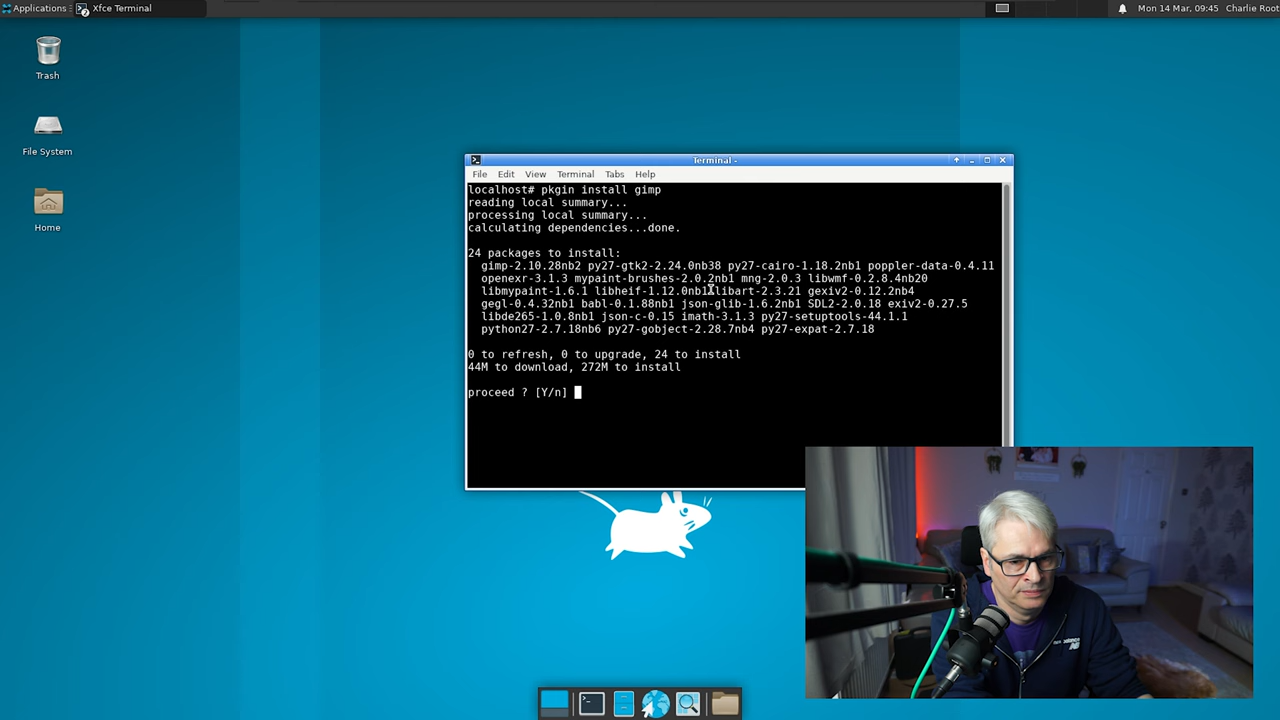 Applications
Xfce Terminal
Mon 14 Mar, 09:45
Charlie Root
Trash
File System
Home
Terminal -
File Edit View Terminal Tabs Help
localhost# pkgin install gimp
reading local summary...
processing local summary...
calculating dependencies...done.
24 packages to install:
gimp-2.10.28nb2 py27-gtk2-2.24.0nb38 py27-cairo-1.18.2nb1 poppler-data-0.4.11
openexr-3.1.3 mypaint-brushes-2.0.2nb1 mng-2.0.3 libwmf-0.2.8.4nb20
libmypaint-1.6.1 libheif-1.12.0nb1 libart-2.3.21 gexiv2-0.12.2nb4
gegl-0.4.32nb1 babl-0.1.88nb1 json-glib-1.6.2nb1 SDL2-2.0.18 exiv2-0.27.5
libde265-1.0.8nb1 json-c-0.15 imath-3.1.3 py27-setuptools-44.1.1
python27-2.7.18nb6 py27-gobject-2.28.7nb4 py27-expat-2.7.18
0 to refresh, 0 to upgrade, 24 to install
44M to download, 272M to install
proceed ? [Y/n]